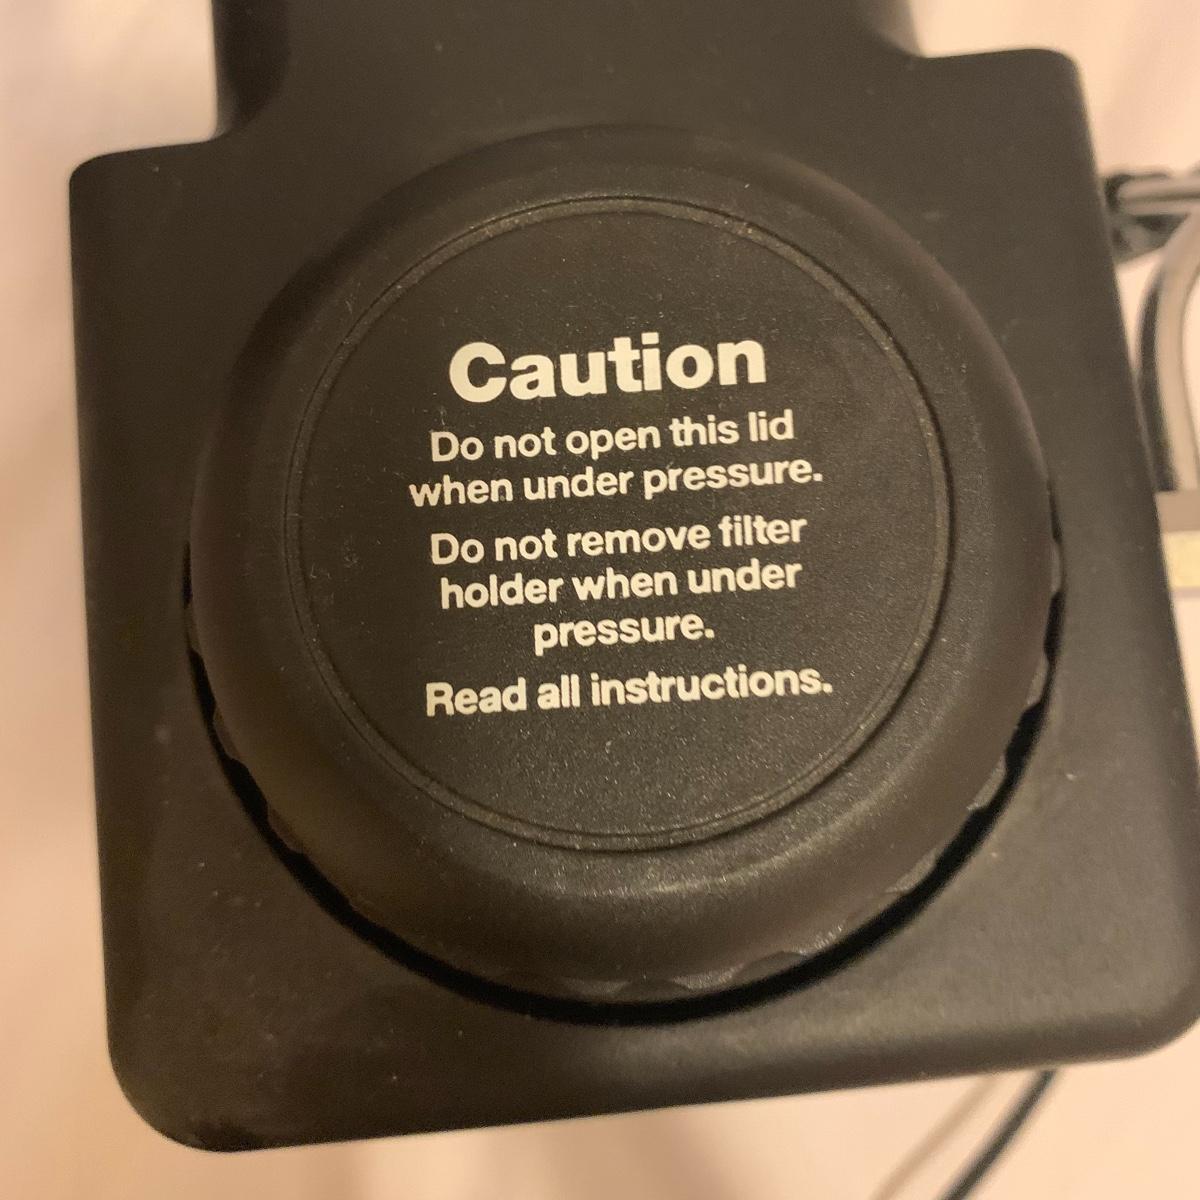 Caution
Do not open this lid
when under pressure.
Do not remove filter
holder when under
pressure.
Read all instructions.